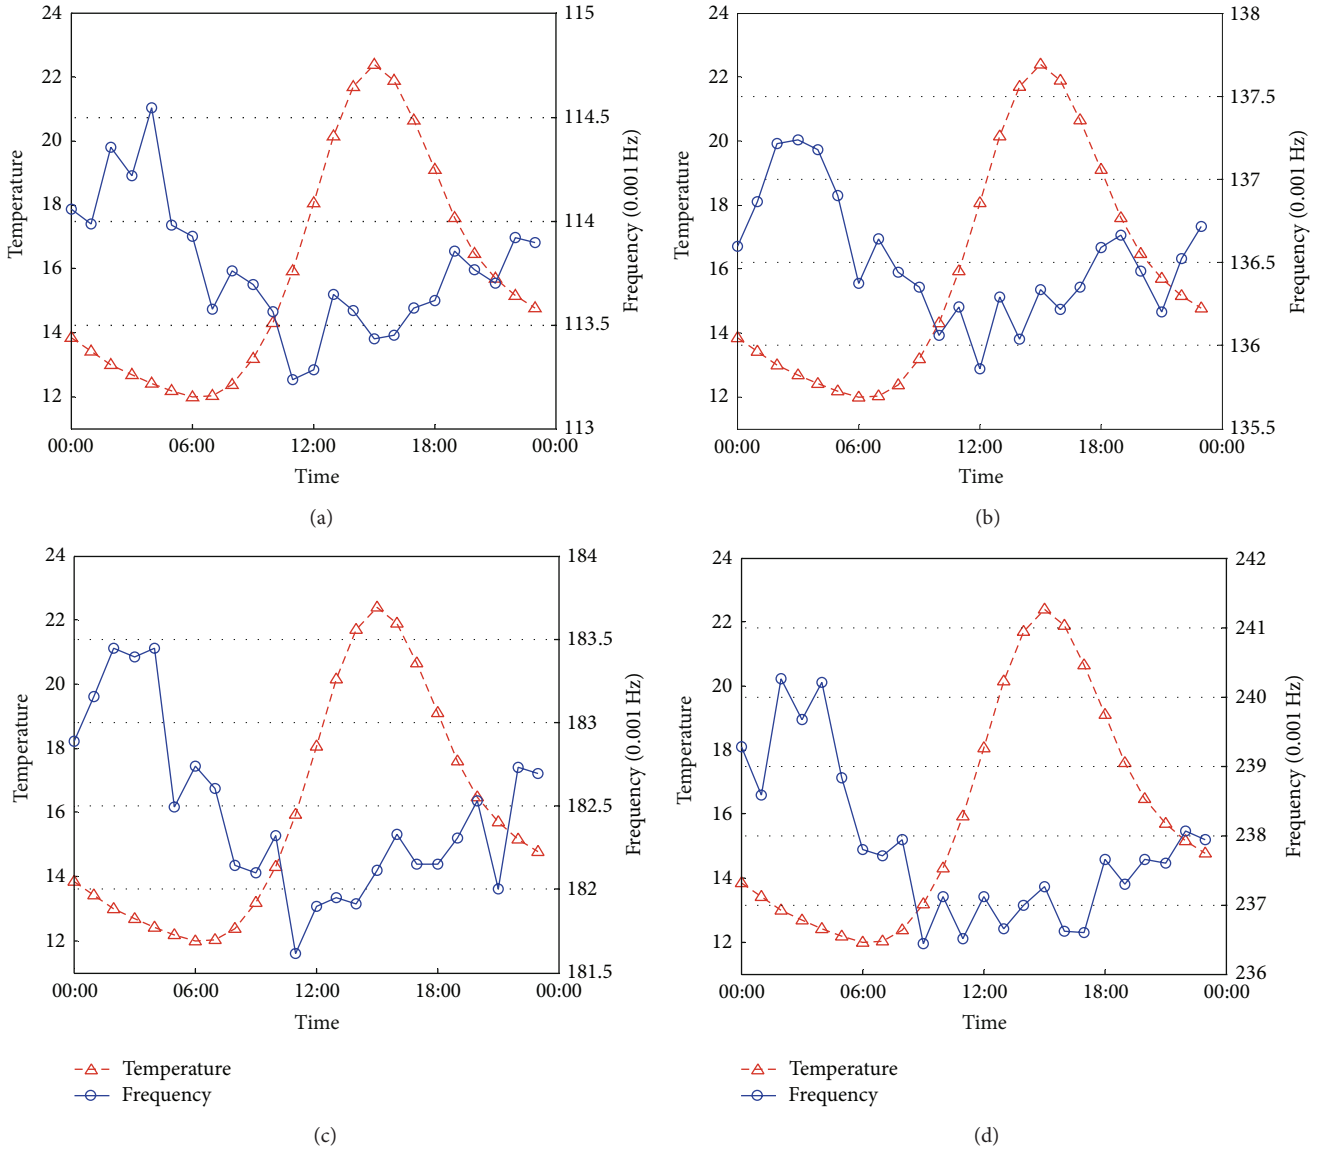 24
22
20
18
16
14
12
Temperature
115
114.5
114
113.5
113
Frequency (0.001 Hz)
00:00 06:00 12:00 18:00 00:00
Time
(a)
24
22
20
18
16
14
12
Temperature
138
137.5
137
136.5
136
135.5
Frequency (0.001 Hz)
00:00 06:00 12:00 18:00 00:00
Time
(b)
24
22
20
18
16
14
12
Temperature
184
183.5
183
182.5
182
181.5
Frequency (0.001 Hz)
00:00 06:00 12:00 18:00 00:00
Time
Temperature
Frequency
(c)
24
22
20
18
16
14
12
Temperature
242
241
240
239
238
237
236
Frequency (0.001 Hz)
00:00 06:00 12:00 18:00 00:00
Time
Temperature
Frequency
(d)